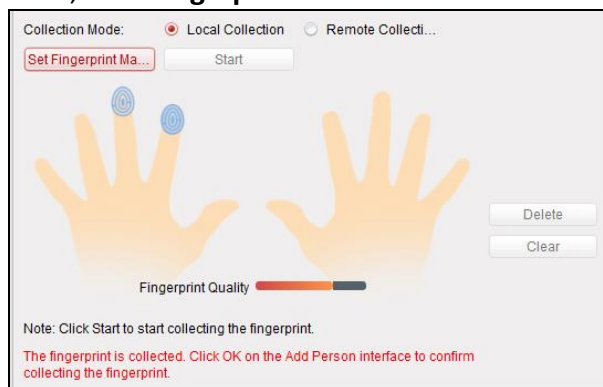 Collection Mode: Local Collection Remote Collecti...
Set Fingerprint Ma... Start
Delete
Clear
Fingerprint Quality
Note: Click Start to start collecting the fingerprint.
The fingerprint is collected. Click OK on the Add Person interface to confirm
collecting the fingerprint.